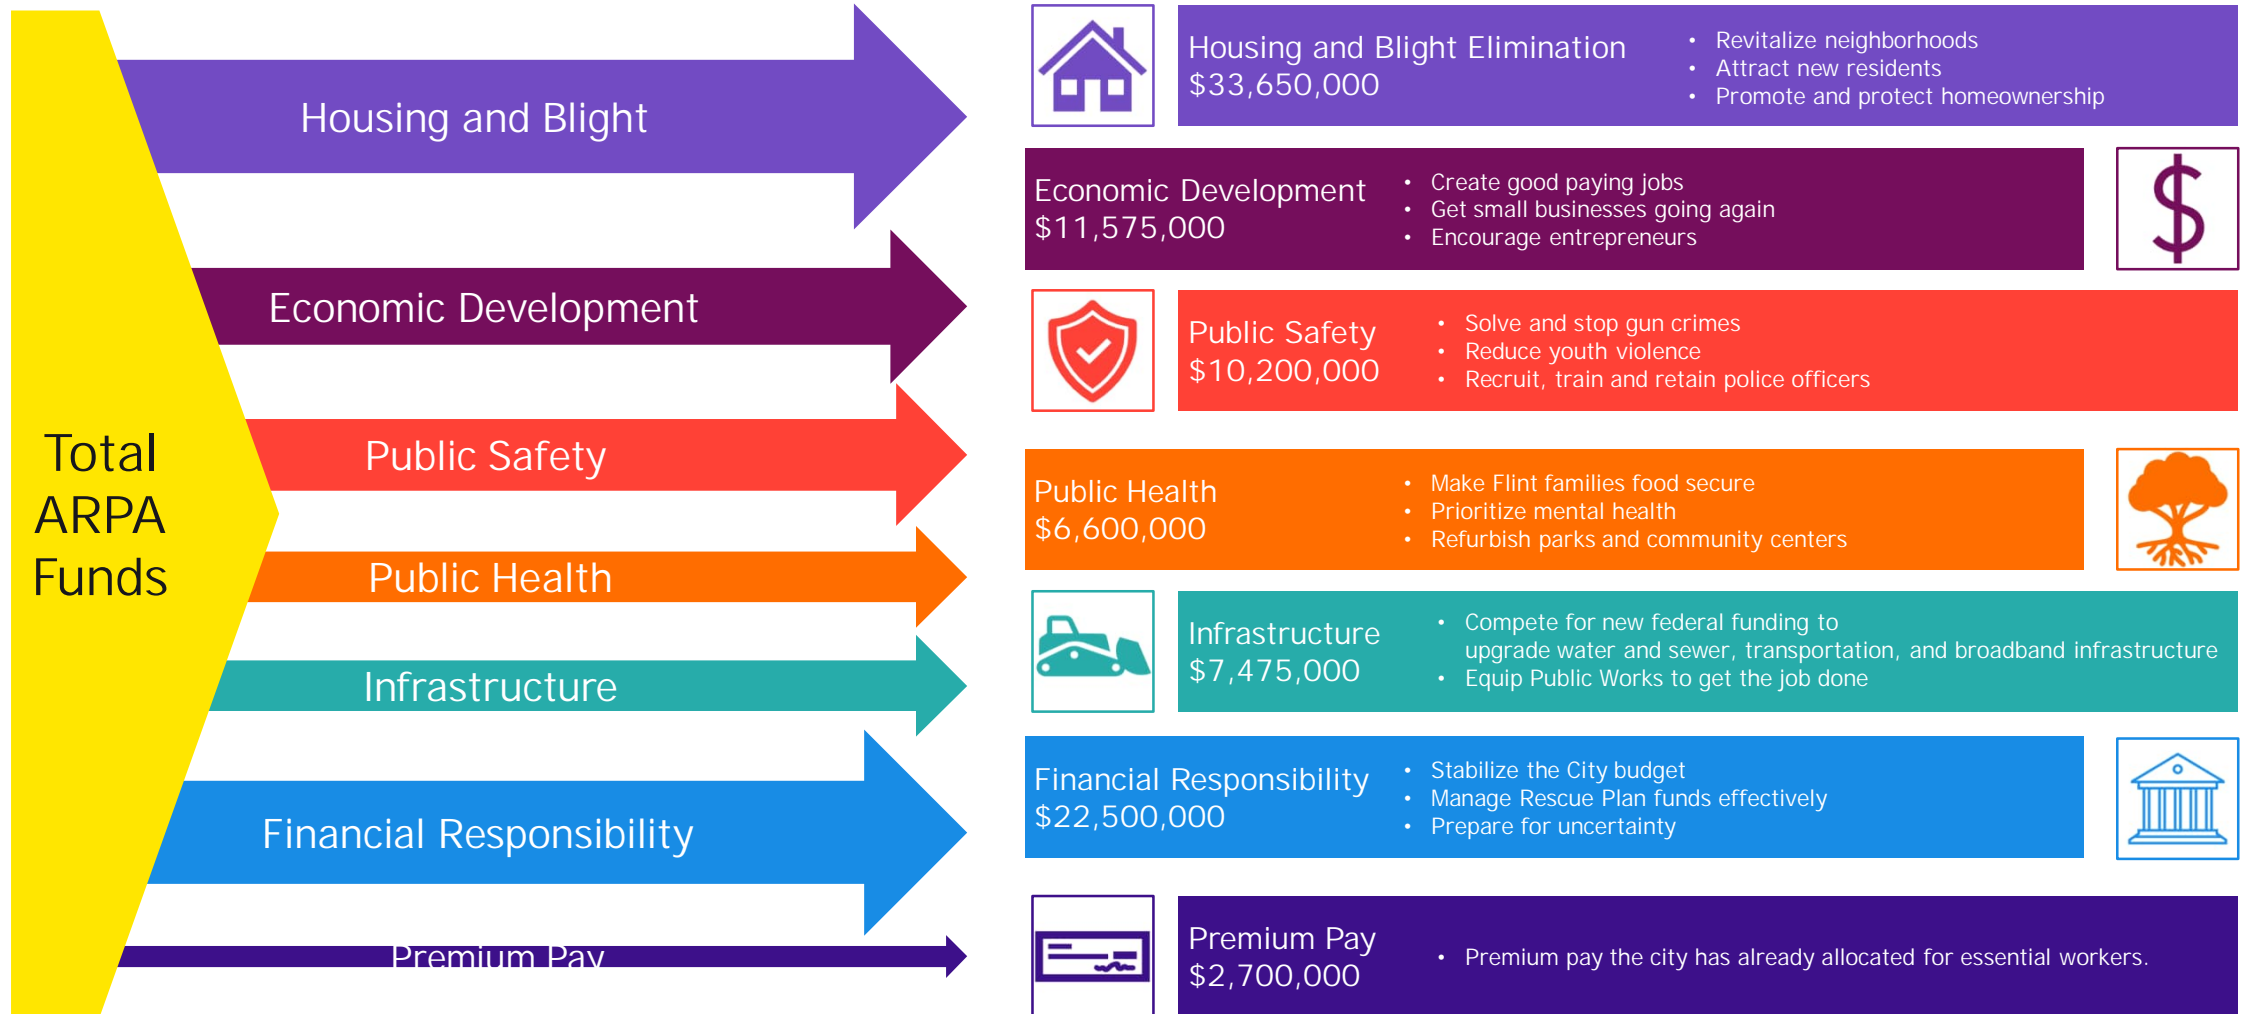 Total
ARPA
Funds
Housing and Blight
Economic Development
Public Safety
Public Health
Infrastructure
Financial Responsibility
Premium Pay
Housing and Blight Elimination
$33,650,000
• Revitalize neighborhoods
• Attract new residents
• Promote and protect homeownership
Economic Development
$11,575,000
• Create good paying jobs
• Get small businesses going again
• Encourage entrepreneurs
$
Public Safety
$10,200,000
• Solve and stop gun crimes
• Reduce youth violence
• Recruit, train and retain police officers
Public Health
$6,600,000
• Make Flint families food secure
• Prioritize mental health
• Refurbish parks and community centers
Infrastructure
$7,475,000
• Compete for new federal funding to
upgrade water and sewer, transportation, and broadband infrastructure
• Equip Public Works to get the job done
Financial Responsibility
$22,500,000
• Stabilize the City budget
• Manage Rescue Plan funds effectively
• Prepare for uncertainty
Premium Pay
$2,700,000
• Premium pay the city has already allocated for essential workers.